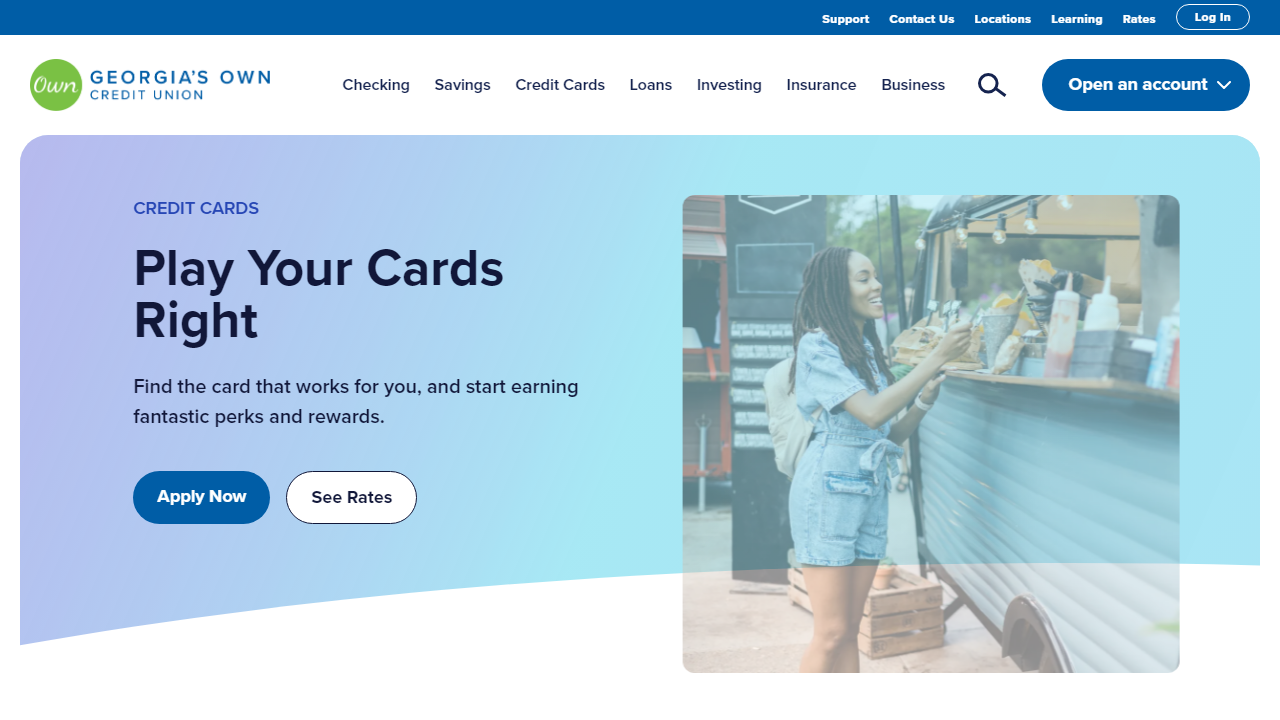 Support Contact Us Locations Learning Rates Log In
Own GEORGIA'S OWN
CREDIT UNION
Checking Savings Credit Cards Loans Investing Insurance Business Open an account
CREDIT CARDS
Play Your Cards
Right
Find the card that works for you, and start earning
fantastic perks and rewards.
Apply Now See Rates